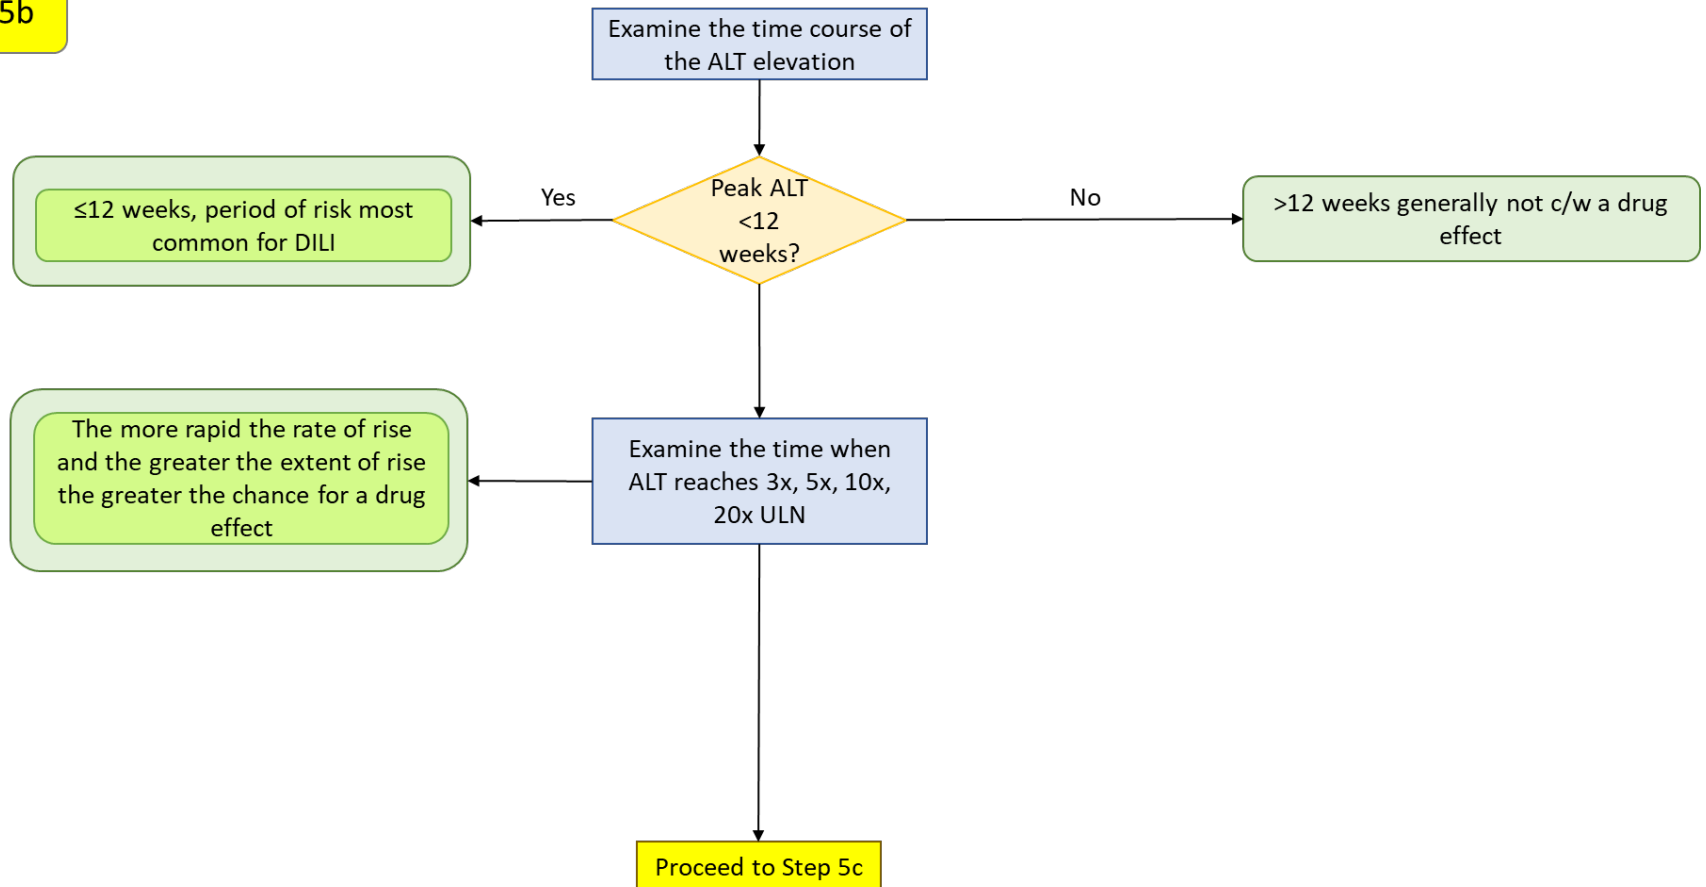 5b
Examine the time course of
the ALT elevation
Peak ALT
<12
weeks?
Yes
No
≤12 weeks, period of risk most
common for DILI
>12 weeks generally not c/w a drug
effect
The more rapid the rate of rise
and the greater the extent of rise
the greater the chance for a drug
effect
Examine the time when
ALT reaches 3x, 5x, 10x,
20x ULN
Proceed to Step 5c